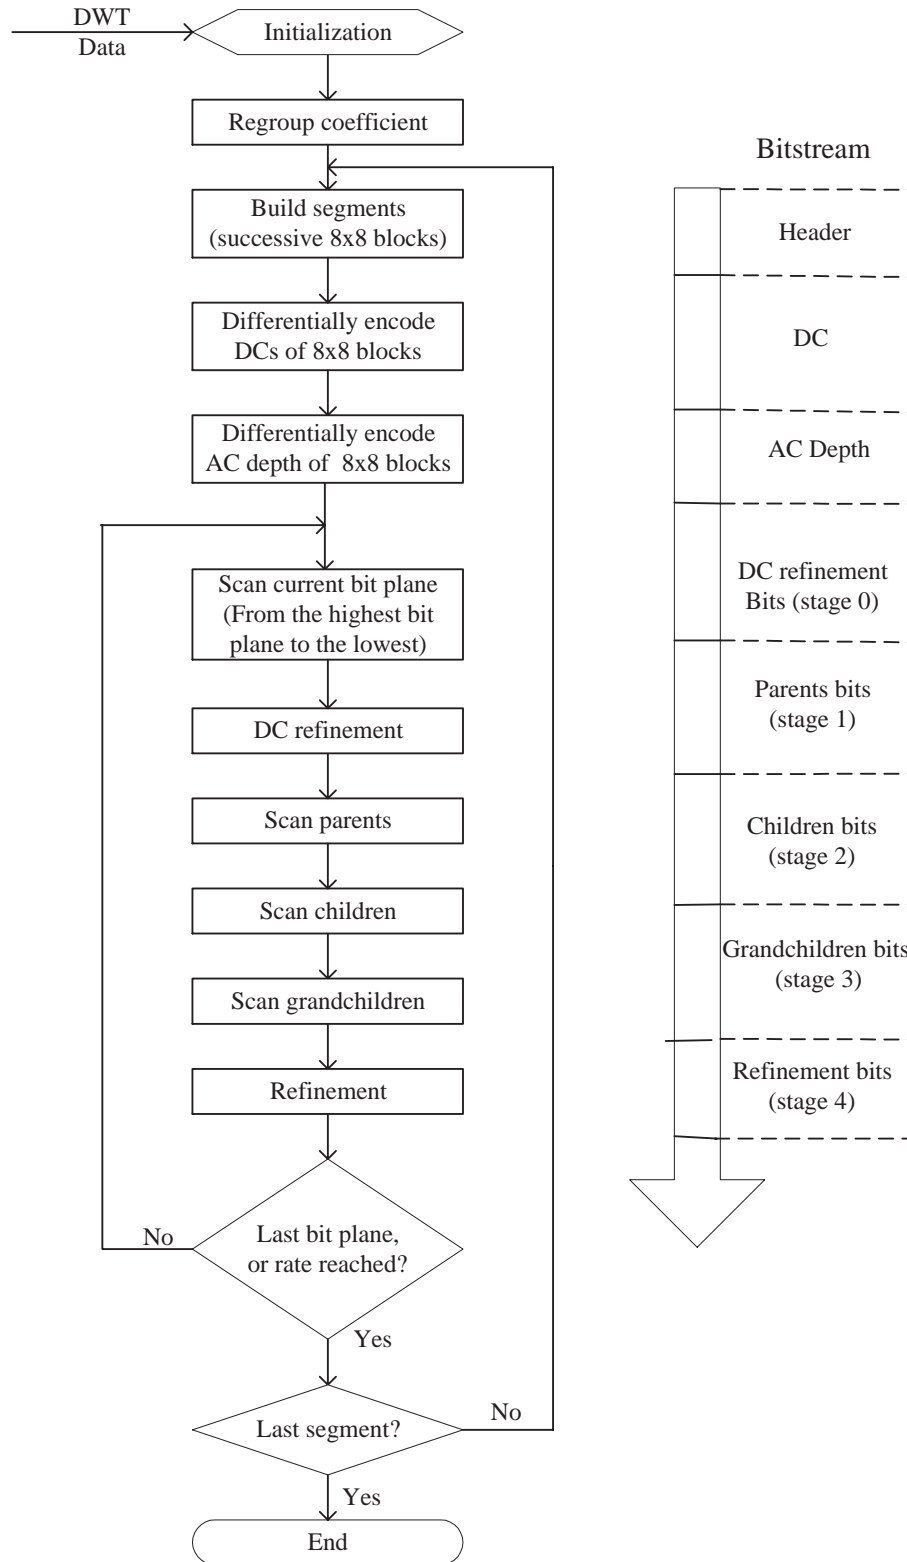 DWT
Data
Initialization
Regroup coefficient
Build segments
(successive 8x8 blocks)
Differentially encode
DCs of 8x8 blocks
Differentially encode
AC depth of 8x8 blocks
Scan current bit plane
(From the highest bit
plane to the lowest)
DC refinement
Scan parents
Scan children
Scan grandchildren
Refinement
Last bit plane,
or rate reached?
No
Yes
Last segment?
No
Yes
End
Bitstream
Header
DC
AC Depth
DC refinement
Bits (stage 0)
Parents bits
(stage 1)
Children bits
(stage 2)
Grandchildren bits
(stage 3)
Refinement bits
(stage 4)